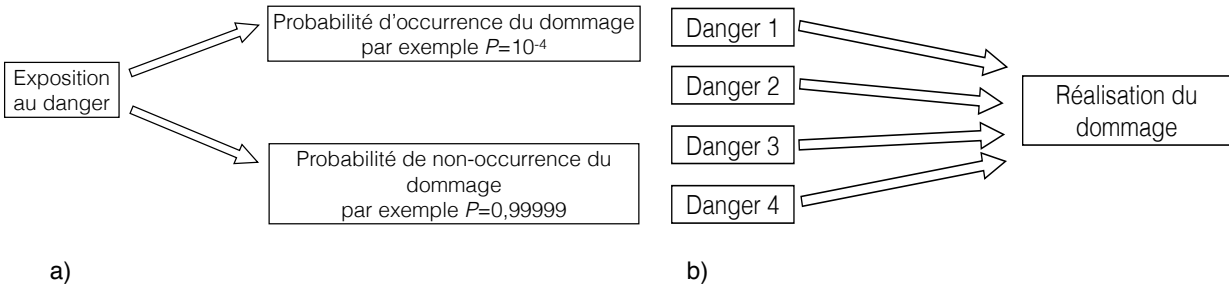 Exposition
au danger
Probabilité d'occurrence du dommage
par exemple P=10⁻⁴
Probabilité de non-occurrence du
dommage
par exemple P=0,99999
a)
Danger 1
Danger 2
Danger 3
Danger 4
Réalisation du
dommage
b)